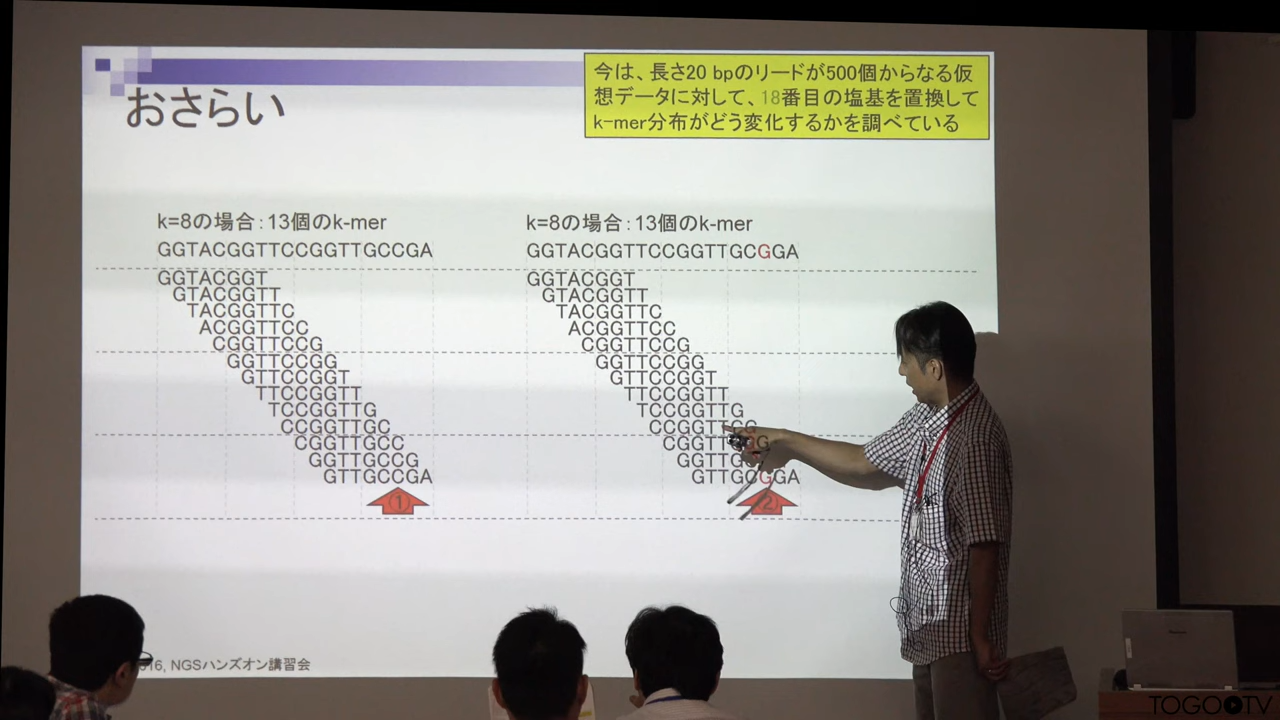 おさらい
今は、長さ20 bpのリードが500個からなる仮
想データに対して、18番目の塩基を置換して
k-mer分布がどう変化するかを調べている
k=8の場合：13個のk-mer
GGTACGGTTCCGGTTGCCGA
GGTACGGT
GTACGGTT
TACGGTTC
ACGGTTCC
CGGTTCCG
GGTTCCGG
GTTCCGGT
TTCCGGTT
TCCGGTTG
CCGGTTGC
CGGTTGCC
GGTTGCCG
GTTGCCGA
①
k=8の場合：13個のk-mer
GGTACGGTTCCGGTTGCGGA
GGTACGGT
GTACGGTT
TACGGTTC
ACGGTTCC
CGGTTCCG
GGTTCCGG
GTTCCGGT
TTCCGGTT
TCCGGTTG
GTTGCGGA
②
NGSハンズオン講習会
TOGOTV